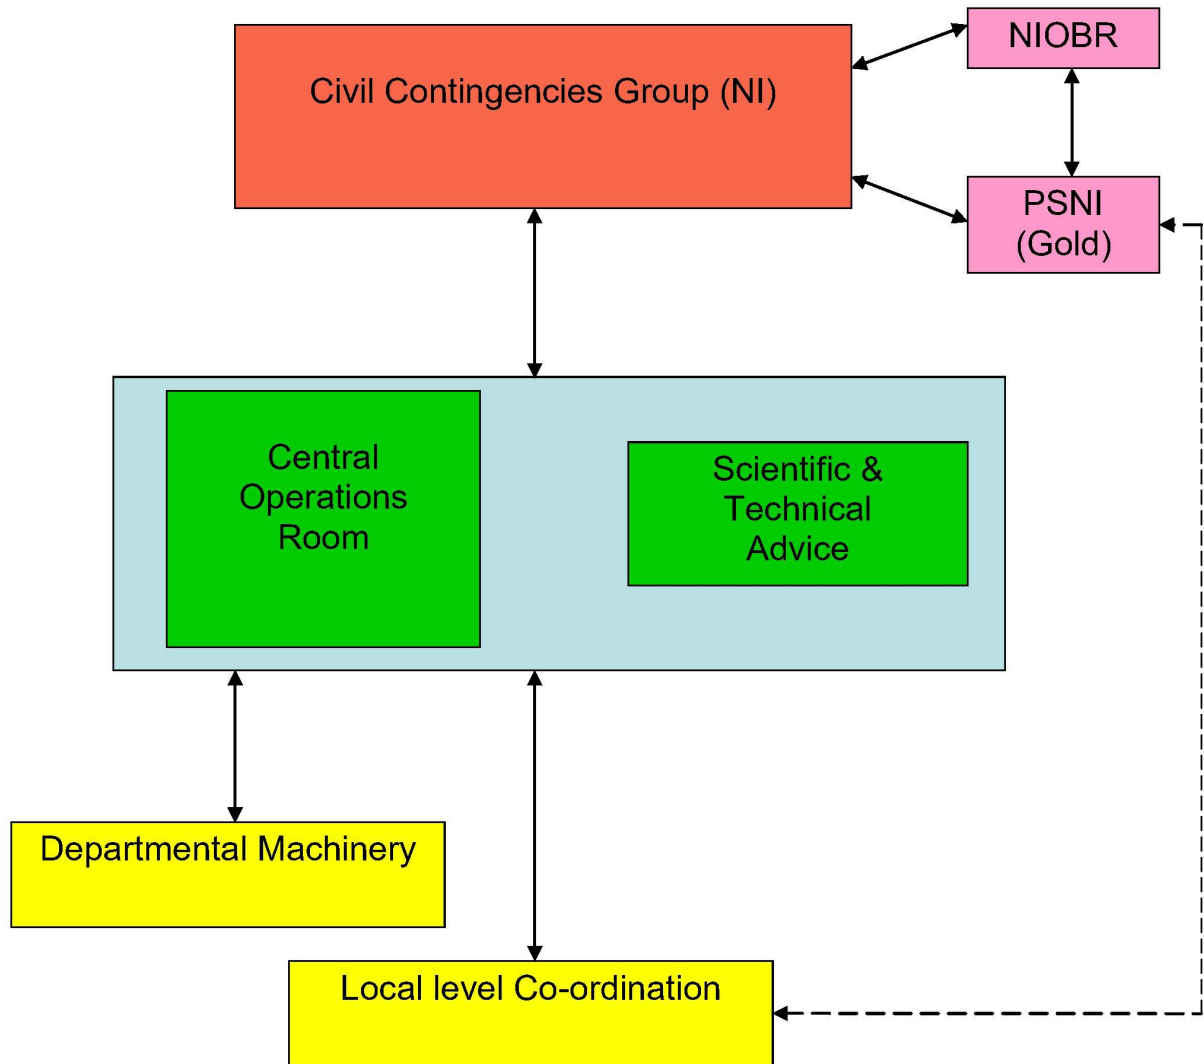 Civil Contingencies Group (NI)
NIOBR
PSNI
(Gold)
Central
Operations
Room
Scientific &
Technical
Advice
Departmental Machinery
Local level Co-ordination